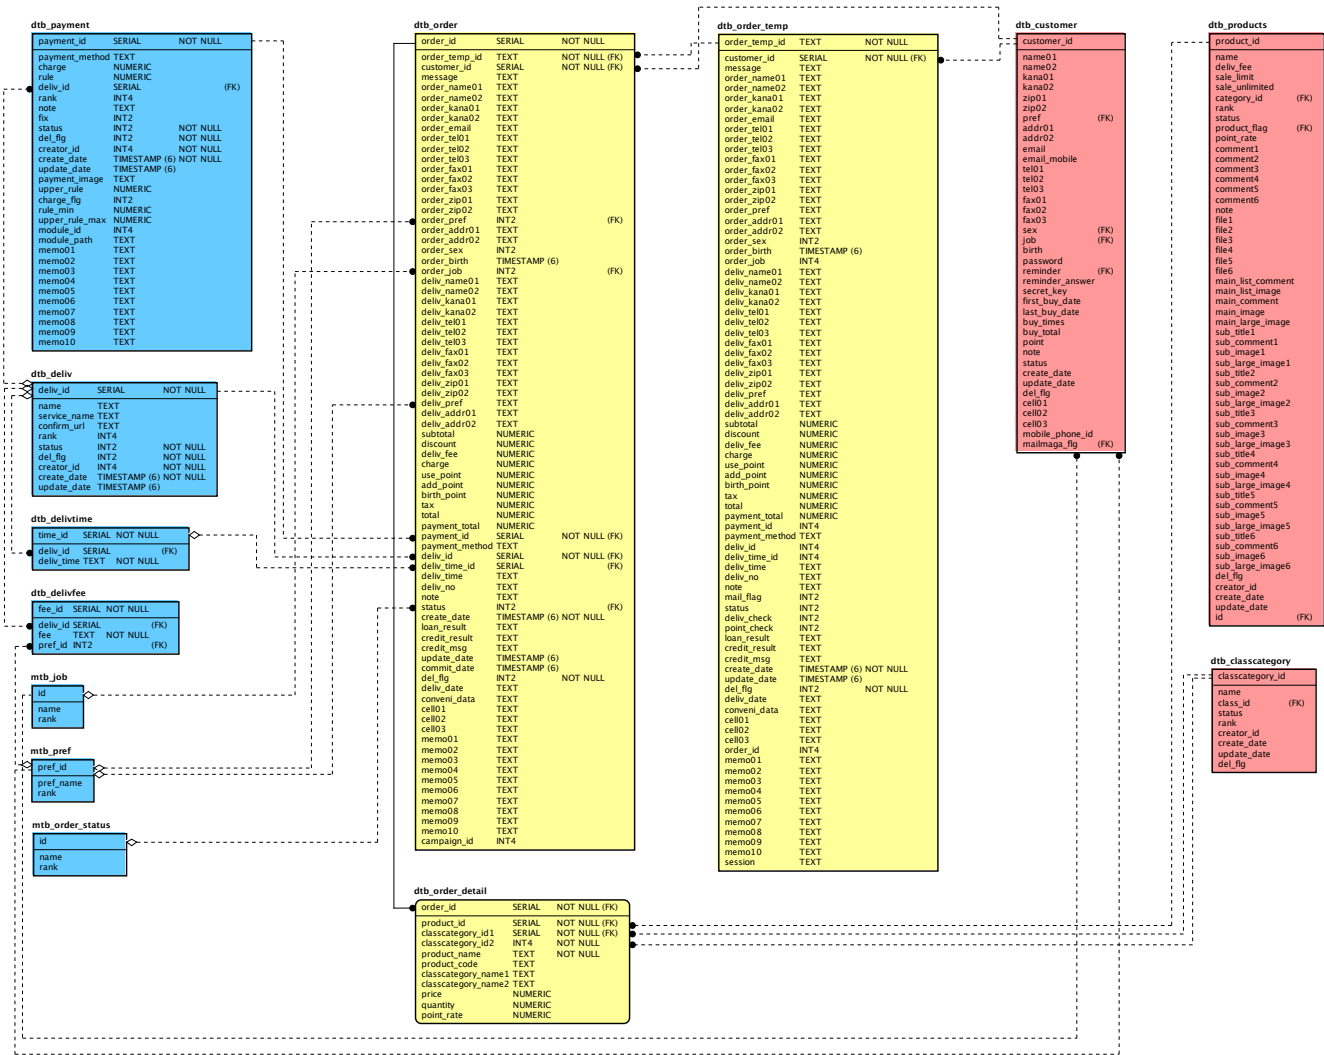 dtb_payment
payment_id SERIAL NOT NULL
payment_method TEXT
charge NUMERIC
rule NUMERIC
deliv_id SERIAL (FK)
rank INT4
note TEXT
fix INT2
status INT2 NOT NULL
del_flg INT2 NOT NULL
creator_id INT4 NOT NULL
create_date TIMESTAMP (6) NOT NULL
update_date TIMESTAMP (6)
payment_image TEXT
upper_rule NUMERIC
charge_flg INT2
rule_min NUMERIC
upper_rule_max NUMERIC
module_id INT4
module_path TEXT
memo01 TEXT
memo02 TEXT
memo03 TEXT
memo04 TEXT
memo05 TEXT
memo06 TEXT
memo07 TEXT
memo08 TEXT
memo09 TEXT
memo10 TEXT
dtb_deliv
deliv_id SERIAL NOT NULL
name TEXT
service_name TEXT
confirm_url TEXT
rank INT4
status INT2 NOT NULL
del_flg INT2 NOT NULL
creator_id INT4 NOT NULL
create_date TIMESTAMP (6) NOT NULL
update_date TIMESTAMP (6)
dtb_delivtime
time_id SERIAL NOT NULL
deliv_id SERIAL (FK)
deliv_time TEXT NOT NULL
dtb_delivfee
fee_id SERIAL NOT NULL
deliv_id SERIAL (FK)
fee TEXT NOT NULL
pref_id INT2 (FK)
mtb_job
id
name
rank
mtb_pref
pref_id
pref_name
rank
mtb_order_status
id
name
rank
dtb_order
order_id SERIAL NOT NULL
order_temp_id TEXT NOT NULL (FK)
customer_id SERIAL NOT NULL (FK)
message TEXT
order_name01 TEXT
order_name02 TEXT
order_kana01 TEXT
order_kana02 TEXT
order_email TEXT
order_tel01 TEXT
order_tel02 TEXT
order_tel03 TEXT
order_fax01 TEXT
order_fax02 TEXT
order_fax03 TEXT
order_zip01 TEXT
order_zip02 TEXT
order_pref INT2 (FK)
order_addr01 TEXT
order_addr02 TEXT
order_sex INT2
order_birth TIMESTAMP (6)
order_job INT2 (FK)
deliv_name01 TEXT
deliv_name02 TEXT
deliv_kana01 TEXT
deliv_kana02 TEXT
deliv_tel01 TEXT
deliv_tel02 TEXT
deliv_tel03 TEXT
deliv_fax01 TEXT
deliv_fax02 TEXT
deliv_fax03 TEXT
deliv_zip01 TEXT
deliv_zip02 TEXT
deliv_pref TEXT
deliv_addr01 TEXT
deliv_addr02 TEXT
subtotal NUMERIC
discount NUMERIC
deliv_fee NUMERIC
charge NUMERIC
use_point NUMERIC
add_point NUMERIC
birth_point NUMERIC
tax NUMERIC
total NUMERIC
payment_total NUMERIC
payment_id SERIAL NOT NULL (FK)
payment_method TEXT
deliv_id SERIAL NOT NULL (FK)
deliv_time_id SERIAL (FK)
deliv_time TEXT
deliv_no TEXT
note TEXT
status INT2 (FK)
create_date TIMESTAMP (6) NOT NULL
loan_result TEXT
credit_result TEXT
credit_msg TEXT
update_date TIMESTAMP (6)
commit_date TIMESTAMP (6)
del_flg INT2 NOT NULL
deliv_date TEXT
conveni_data TEXT
cell01 TEXT
cell02 TEXT
cell03 TEXT
memo01 TEXT
memo02 TEXT
memo03 TEXT
memo04 TEXT
memo05 TEXT
memo06 TEXT
memo07 TEXT
memo08 TEXT
memo09 TEXT
memo10 TEXT
campaign_id INT4
dtb_order_detail
order_id SERIAL NOT NULL (FK)
product_id SERIAL NOT NULL (FK)
classcategory_id1 SERIAL NOT NULL (FK)
classcategory_id2 INT4 NOT NULL
product_name TEXT NOT NULL
product_code TEXT
classcategory_name1 TEXT
classcategory_name2 TEXT
price NUMERIC
quantity NUMERIC
point_rate NUMERIC
dtb_order_temp
order_temp_id TEXT NOT NULL
customer_id SERIAL NOT NULL (FK)
message TEXT
order_name01 TEXT
order_name02 TEXT
order_kana01 TEXT
order_kana02 TEXT
order_email TEXT
order_tel01 TEXT
order_tel02 TEXT
order_tel03 TEXT
order_fax01 TEXT
order_fax02 TEXT
order_fax03 TEXT
order_zip01 TEXT
order_zip02 TEXT
order_pref TEXT
order_addr01 TEXT
order_addr02 TEXT
order_sex INT2
order_birth TIMESTAMP (6)
order_job INT4
deliv_name01 TEXT
deliv_name02 TEXT
deliv_kana01 TEXT
deliv_kana02 TEXT
deliv_tel01 TEXT
deliv_tel02 TEXT
deliv_tel03 TEXT
deliv_fax01 TEXT
deliv_fax02 TEXT
deliv_fax03 TEXT
deliv_zip01 TEXT
deliv_zip02 TEXT
deliv_pref TEXT
deliv_addr01 TEXT
deliv_addr02 TEXT
subtotal NUMERIC
discount NUMERIC
deliv_fee NUMERIC
charge NUMERIC
use_point NUMERIC
add_point NUMERIC
birth_point NUMERIC
tax NUMERIC
total NUMERIC
payment_total NUMERIC
payment_id INT4
payment_method TEXT
deliv_id INT4
deliv_time_id INT4
deliv_time TEXT
deliv_no TEXT
note TEXT
mail_flag INT2
status INT2
deliv_check INT2
point_check INT2
loan_result TEXT
credit_result TEXT
credit_msg TEXT
create_date TIMESTAMP (6) NOT NULL
update_date TIMESTAMP (6)
del_flg INT2 NOT NULL
deliv_date TEXT
conveni_data TEXT
cell01 TEXT
cell02 TEXT
cell03 TEXT
order_id INT4
memo01 TEXT
memo02 TEXT
memo03 TEXT
memo04 TEXT
memo05 TEXT
memo06 TEXT
memo07 TEXT
memo08 TEXT
memo09 TEXT
memo10 TEXT
session TEXT
dtb_customer
customer_id
name01
name02
kana01
kana02
zip01
zip02
pref (FK)
addr01
addr02
email
email_mobile
tel01
tel02
tel03
fax01
fax02
fax03
sex (FK)
job (FK)
birth
password
reminder (FK)
reminder_answer
secret_key
first_buy_date
last_buy_date
buy_times
buy_total
point
note
status
create_date
update_date
del_flg
cell01
cell02
cell03
mobile_phone_id
mailmaga_flg (FK)
dtb_products
product_id
name
deliv_fee
sale_limit
sale_unlimited
category_id (FK)
rank
status
product_flag (FK)
point_rate
comment1
comment2
comment3
comment4
comment5
comment6
note
file1
file2
file3
file4
file5
file6
main_list_comment
main_list_image
main_comment
main_image
main_large_image
sub_title1
sub_comment1
sub_image1
sub_large_image1
sub_title2
sub_comment2
sub_image2
sub_large_image2
sub_title3
sub_comment3
sub_image3
sub_large_image3
sub_title4
sub_comment4
sub_image4
sub_large_image4
sub_title5
sub_comment5
sub_image5
sub_large_image5
sub_title6
sub_comment6
sub_image6
sub_large_image6
del_flg
creator_id
create_date
update_date
id (FK)
dtb_classcategory
classcategory_id
name
class_id (FK)
status
rank
creator_id
create_date
update_date
del_flg